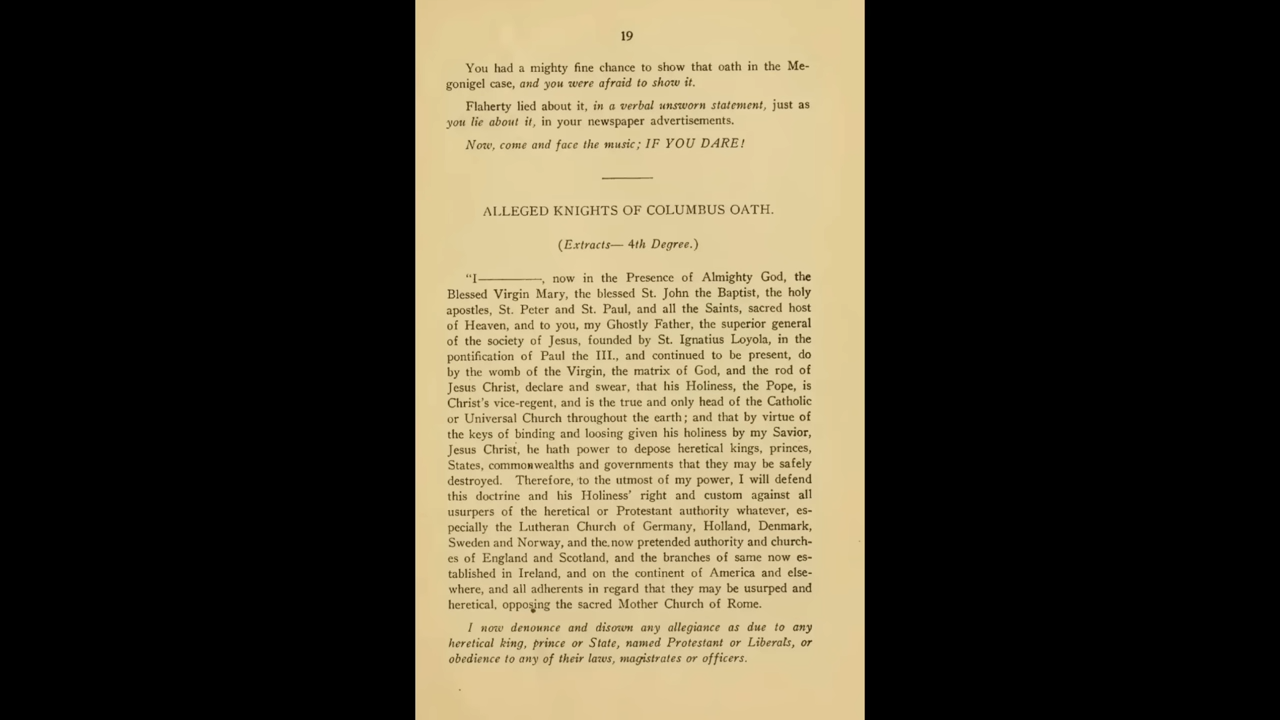 19
You had a mighty fine chance to show that oath in the Me-
gonigel case, and you were afraid to show it.
Flaherty lied about it, in a verbal unsworn statement, just as
you lie about it, in your newspaper advertisements.
Now, come and face the music; IF YOU DARE!
ALLEGED KNIGHTS OF COLUMBUS OATH.
(Extracts— 4th Degree.)
"I————, now in the Presence of Almighty God, the
Blessed Virgin Mary, the blessed St. John the Baptist, the holy
apostles, St. Peter and St. Paul, and all the Saints, sacred host
of Heaven, and to you, my Ghostly Father, the superior general
of the society of Jesus, founded by St. Ignatius Loyola, in the
pontification of Paul the III., and continued to be present, do
by the womb of the Virgin, the matrix of God, and the rod of
Jesus Christ, declare and swear, that his Holiness, the Pope, is
Christ's vice-regent, and is the true and only head of the Catholic
or Universal Church throughout the earth; and that by virtue of
the keys of binding and loosing given his holiness by my Savior,
Jesus Christ, he hath power to depose heretical kings, princes,
States, commonwealths and governments that they may be safely
destroyed. Therefore, to the utmost of my power, I will defend
this doctrine and his Holiness' right and custom against all
usurpers of the heretical or Protestant authority whatever, es-
pecially the Lutheran Church of Germany, Holland, Denmark,
Sweden and Norway, and the now pretended authority and church-
es of England and Scotland, and the branches of same now es-
tablished in Ireland, and on the continent of America and else-
where, and all adherents in regard that they may be usurped and
heretical, opposing the sacred Mother Church of Rome.
I now denounce and disown any allegiance as due to any
heretical king, prince or State, named Protestant or Liberals, or
obedience to any of their laws, magistrates or officers.